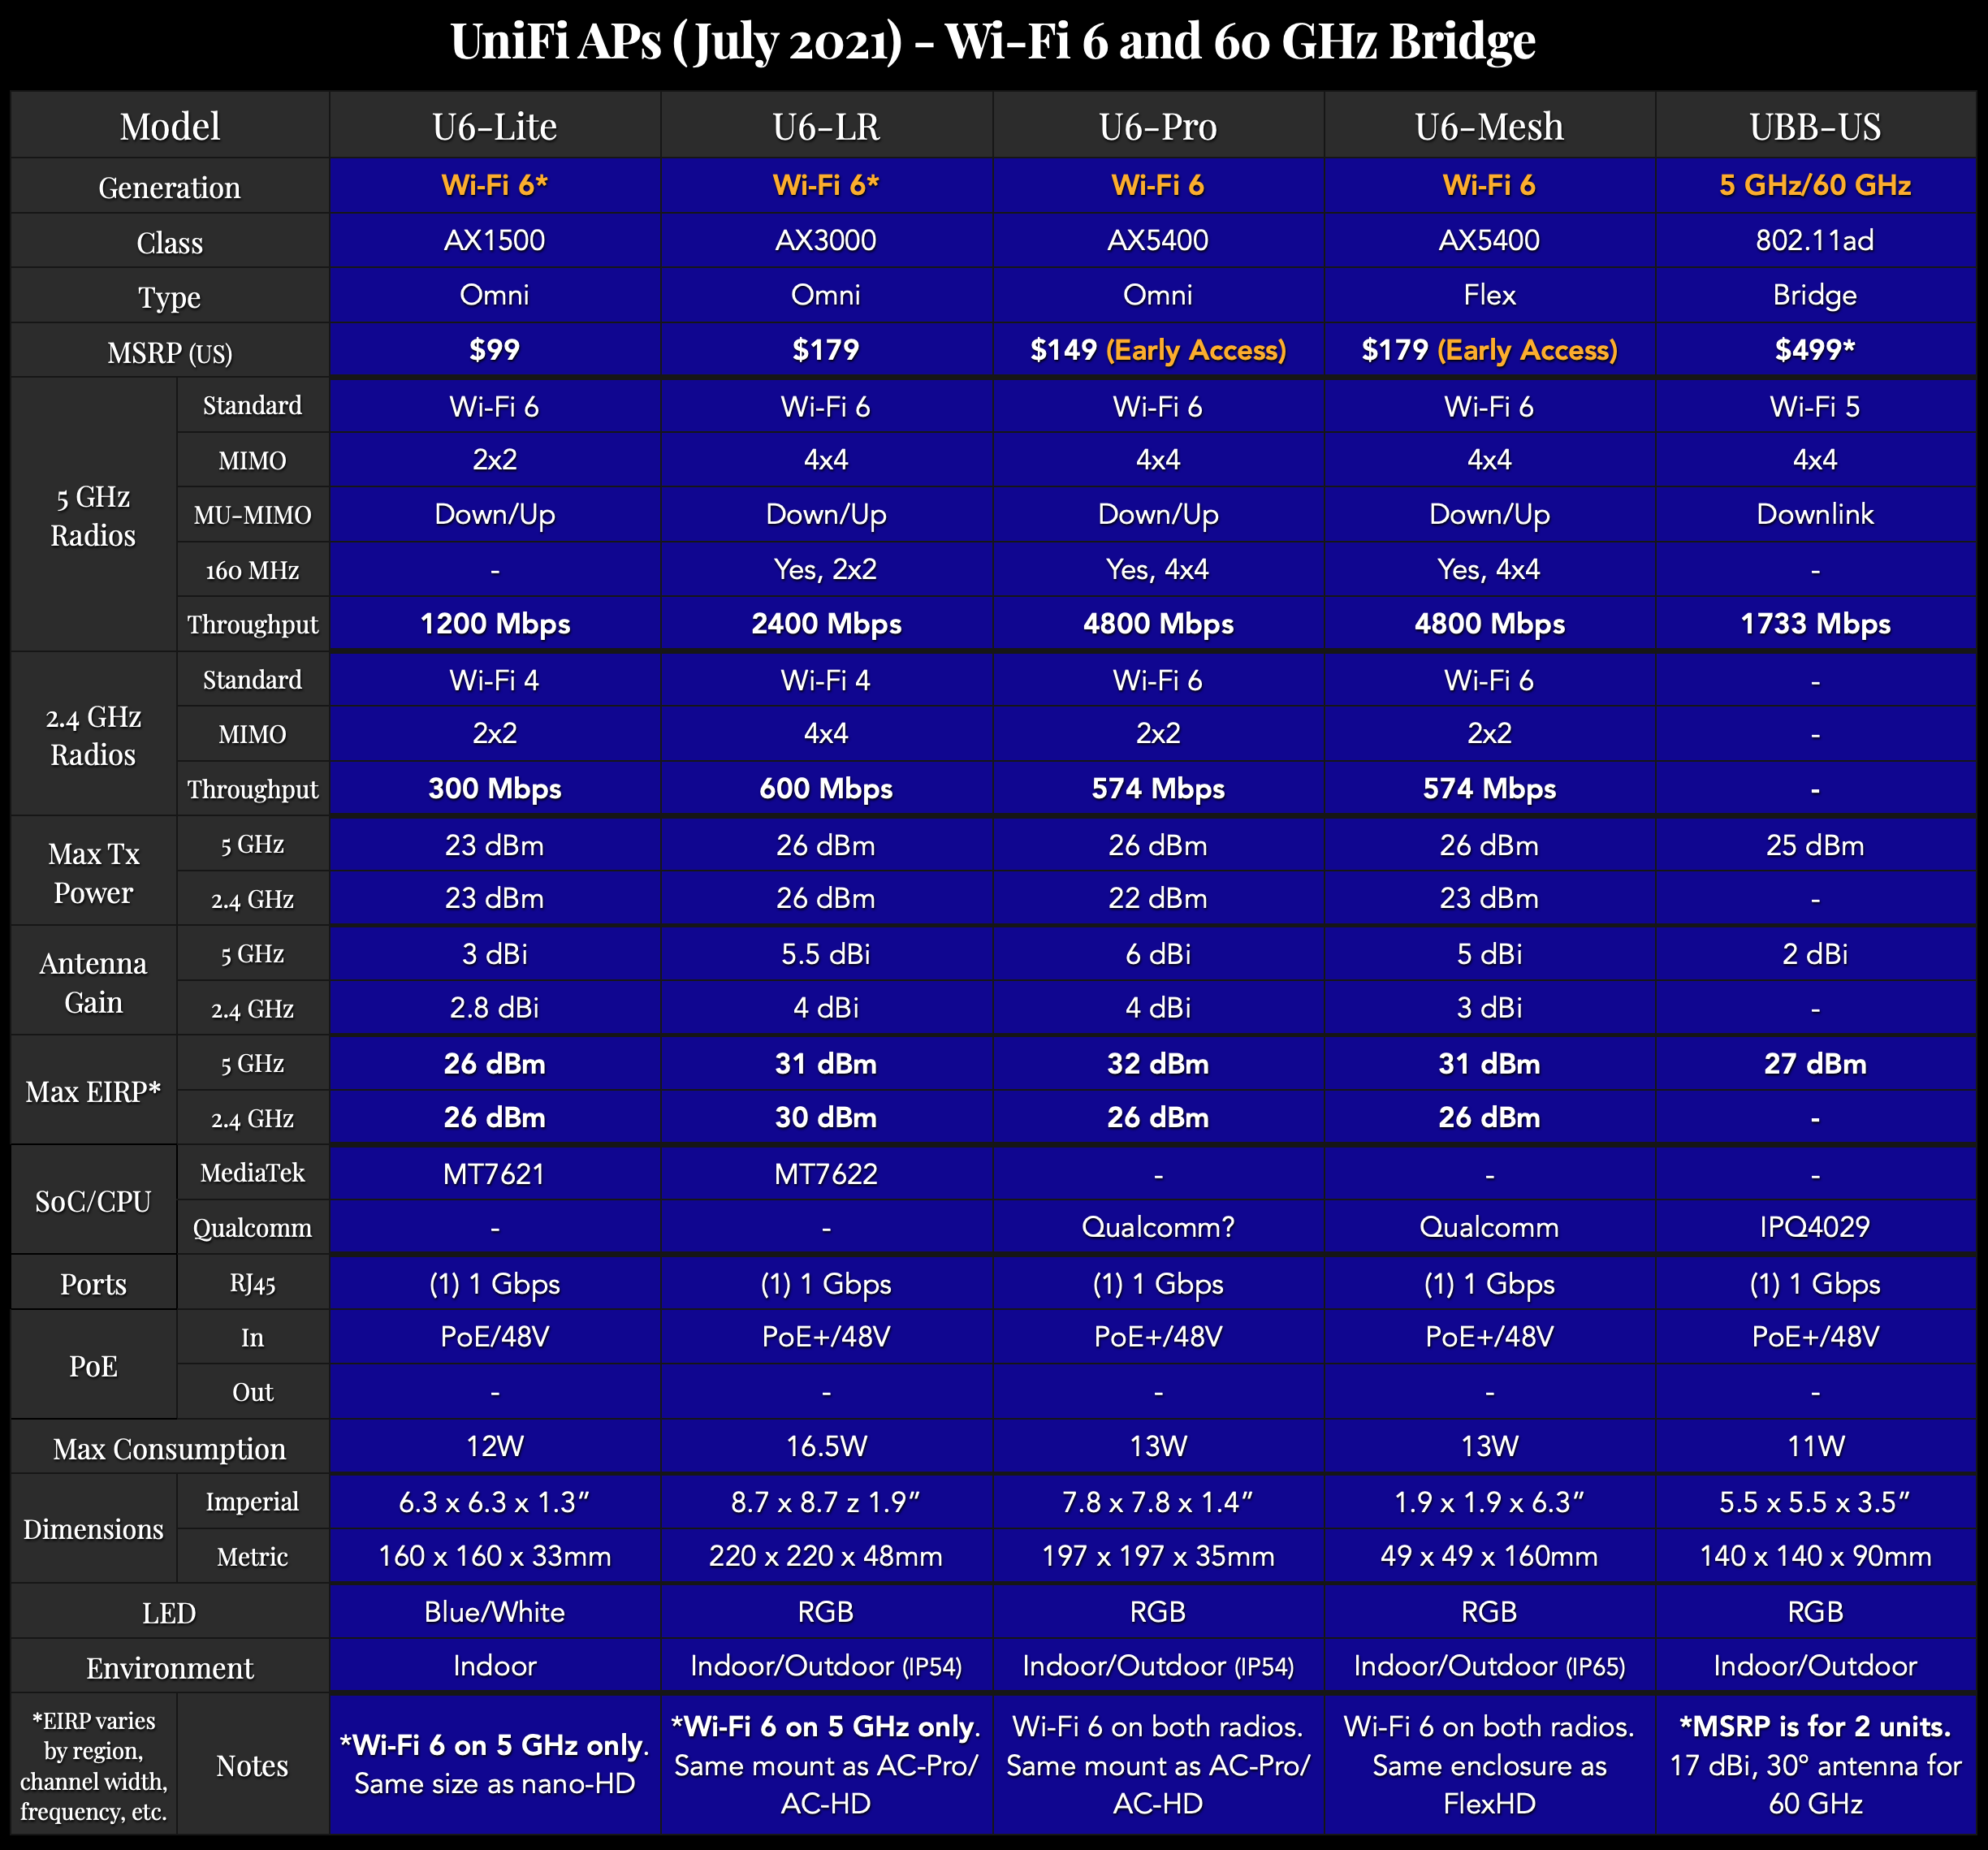 UniFi APs (July 2021) - Wi-Fi 6 and 60 GHz Bridge
Model U6-Lite U6-LR U6-Pro U6-Mesh UBB-US
Generation Wi-Fi 6* Wi-Fi 6* Wi-Fi 6 Wi-Fi 6 5 GHz/60 GHz
Class AX1500 AX3000 AX5400 AX5400 802.11ad
Type Omni Omni Omni Flex Bridge
MSRP (US) $99 $179 $149 (Early Access) $179 (Early Access) $499*
5 GHz
Radios
Standard Wi-Fi 6 Wi-Fi 6 Wi-Fi 6 Wi-Fi 6 Wi-Fi 5
MIMO 2x2 4x4 4x4 4x4 4x4
MU-MIMO Down/Up Down/Up Down/Up Down/Up Downlink
160 MHz - Yes, 2x2 Yes, 4x4 Yes, 4x4 -
Throughput 1200 Mbps 2400 Mbps 4800 Mbps 4800 Mbps 1733 Mbps
2.4 GHz
Radios
Standard Wi-Fi 4 Wi-Fi 4 Wi-Fi 6 Wi-Fi 6 -
MIMO 2x2 4x4 2x2 2x2 -
Throughput 300 Mbps 600 Mbps 574 Mbps 574 Mbps -
Max Tx
Power
5 GHz 23 dBm 26 dBm 26 dBm 26 dBm 25 dBm
2.4 GHz 23 dBm 26 dBm 22 dBm 23 dBm -
Antenna
Gain
5 GHz 3 dBi 5.5 dBi 6 dBi 5 dBi 2 dBi
2.4 GHz 2.8 dBi 4 dBi 4 dBi 3 dBi -
Max EIRP*
5 GHz 26 dBm 31 dBm 32 dBm 31 dBm 27 dBm
2.4 GHz 26 dBm 30 dBm 26 dBm 26 dBm -
SoC/CPU
MediaTek MT7621 MT7622 - - -
Qualcomm - - Qualcomm? Qualcomm IPQ4029
Ports RJ45 (1) 1 Gbps (1) 1 Gbps (1) 1 Gbps (1) 1 Gbps (1) 1 Gbps
PoE
In PoE/48V PoE+/48V PoE+/48V PoE+/48V PoE+/48V
Out - - - - -
Max Consumption 12W 16.5W 13W 13W 11W
Dimensions
Imperial 6.3 x 6.3 x 1.3” 8.7 x 8.7 z 1.9” 7.8 x 7.8 x 1.4” 1.9 x 1.9 x 6.3” 5.5 x 5.5 x 3.5”
Metric 160 x 160 x 33mm 220 x 220 x 48mm 197 x 197 x 35mm 49 x 49 x 160mm 140 x 140 x 90mm
LED Blue/White RGB RGB RGB RGB
Environment Indoor Indoor/Outdoor (IP54) Indoor/Outdoor (IP54) Indoor/Outdoor (IP65) Indoor/Outdoor
*EIRP varies
by region,
channel width,
frequency, etc.
Notes
*Wi-Fi 6 on 5 GHz only.
Same size as nano-HD
*Wi-Fi 6 on 5 GHz only.
Same mount as AC-Pro/
AC-HD
Wi-Fi 6 on both radios.
Same mount as AC-Pro/
AC-HD
Wi-Fi 6 on both radios.
Same enclosure as
FlexHD
*MSRP is for 2 units.
17 dBi, 30° antenna for
60 GHz